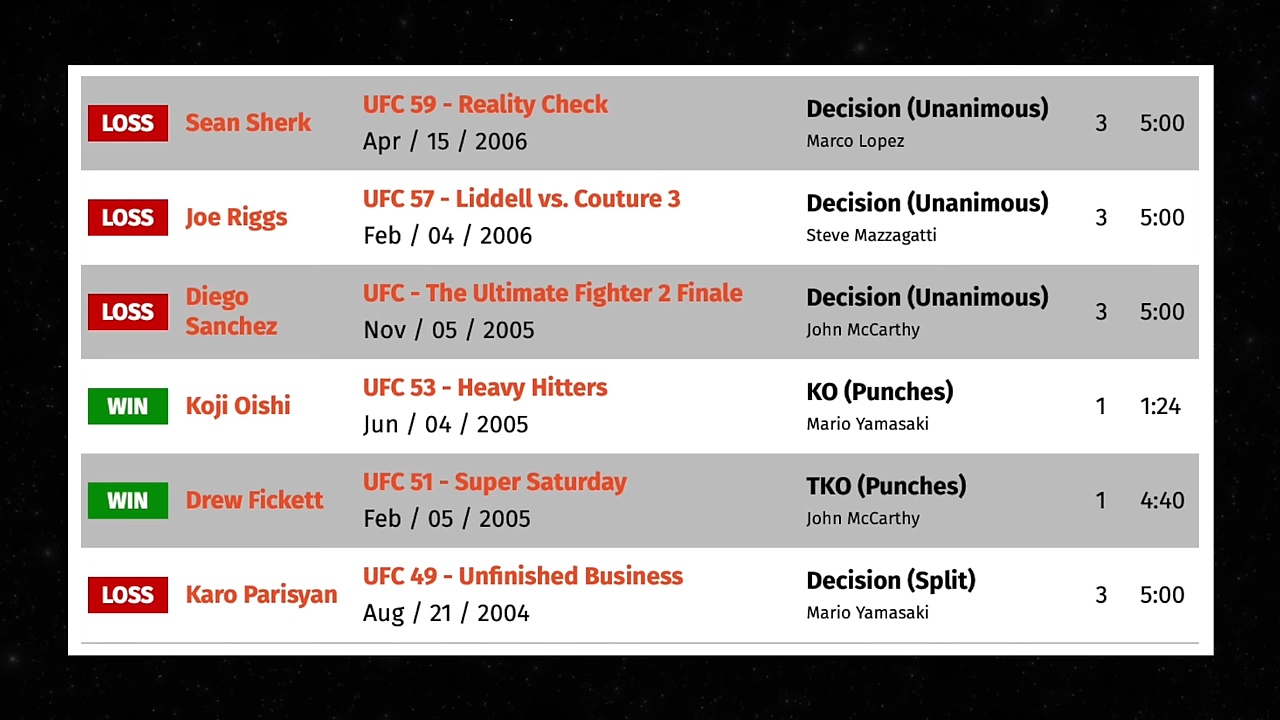 LOSS Sean Sherk UFC 59 - Reality Check Decision (Unanimous) 3 5:00
Apr / 15 / 2006 Marco Lopez
LOSS Joe Riggs UFC 57 - Liddell vs. Couture 3 Decision (Unanimous) 3 5:00
Feb / 04 / 2006 Steve Mazzagatti
LOSS Diego Sanchez UFC - The Ultimate Fighter 2 Finale Decision (Unanimous) 3 5:00
Nov / 05 / 2005 John McCarthy
WIN Koji Oishi UFC 53 - Heavy Hitters KO (Punches) 1 1:24
Jun / 04 / 2005 Mario Yamasaki
WIN Drew Fickett UFC 51 - Super Saturday TKO (Punches) 1 4:40
Feb / 05 / 2005 John McCarthy
LOSS Karo Parisyan UFC 49 - Unfinished Business Decision (Split) 3 5:00
Aug / 21 / 2004 Mario Yamasaki